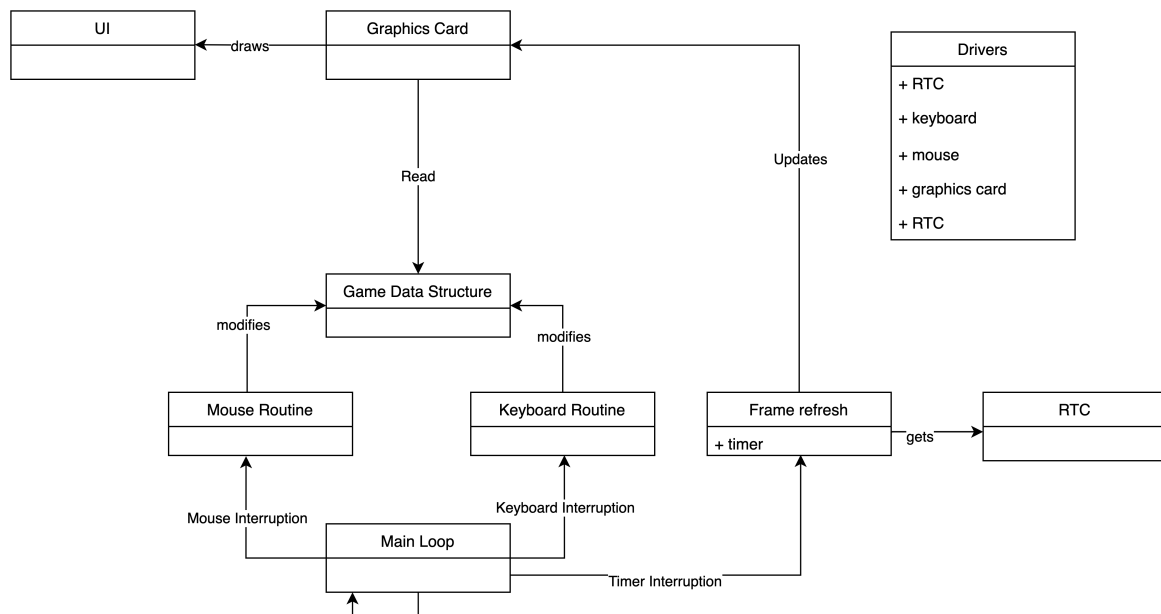 UI
Graphics Card
draws
Drivers
+ RTC
+ keyboard
+ mouse
+ graphics card
+ RTC
Updates
Read
Game Data Structure
modifies
modifies
Mouse Routine
Keyboard Routine
Frame refresh
+ timer
gets
RTC
Mouse Interruption
Keyboard Interruption
Main Loop
Timer Interruption